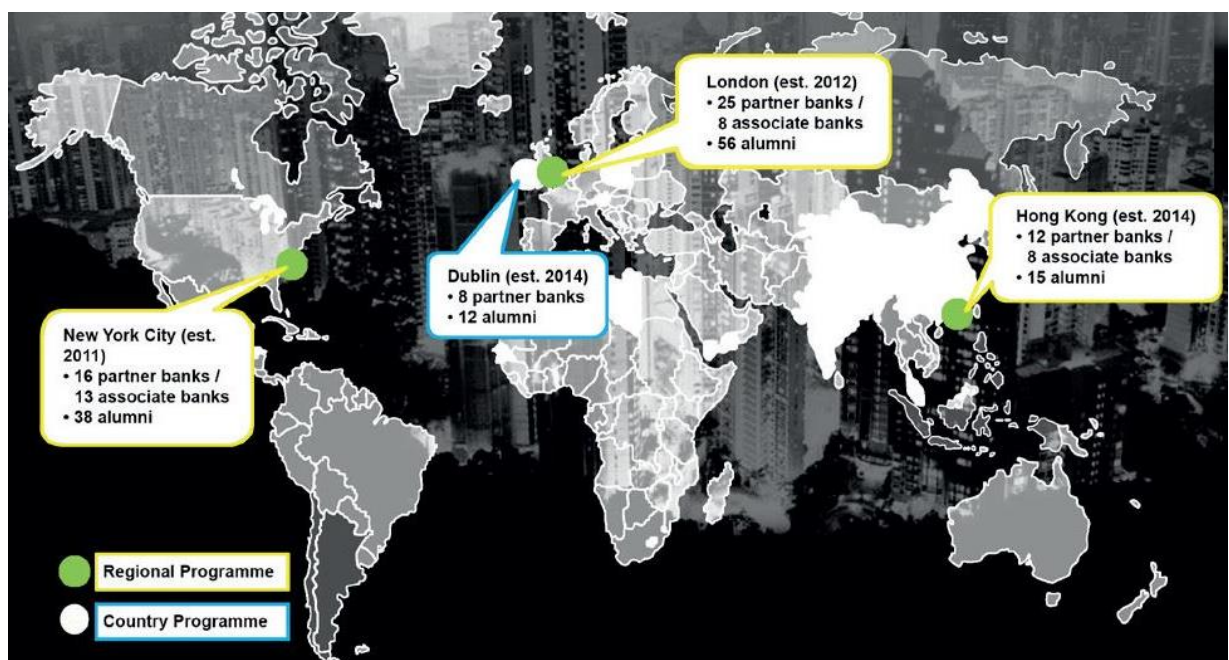 London (est. 2012)
• 25 partner banks /
8 associate banks
• 56 alumni
Hong Kong (est. 2014)
• 12 partner banks /
8 associate banks
• 15 alumni
Dublin (est. 2014)
• 8 partner banks
• 12 alumni
New York City (est.
2011)
• 16 partner banks /
13 associate banks
• 38 alumni
Regional Programme
Country Programme